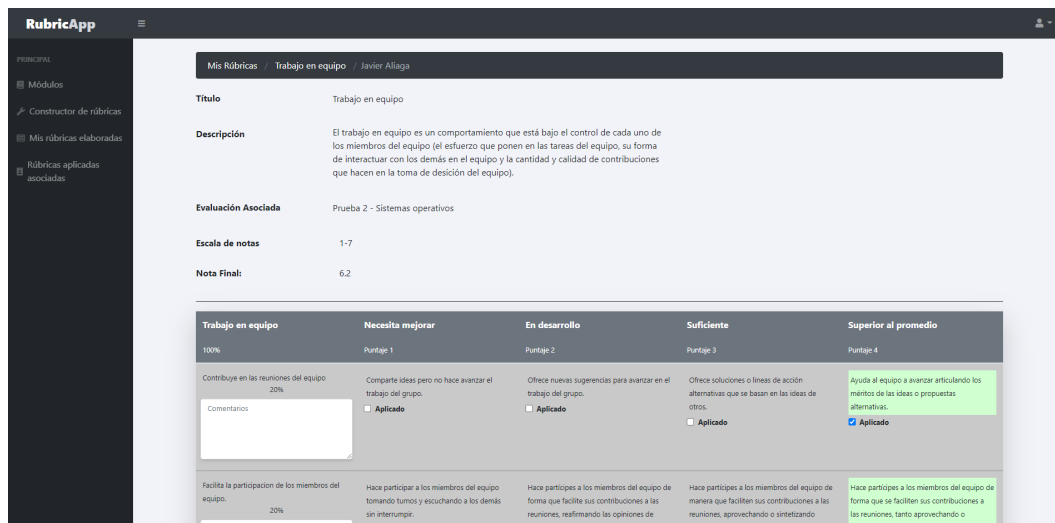 RubricApp
PRINCIPAL
Módulos
Constructor de rúbricas
Mis rúbricas elaboradas
Rúbricas aplicadas
asociadas
Mis Rúbricas / Trabajo en equipo / Javier Aliaga
Título Trabajo en equipo
Descripción El trabajo en equipo es un comportamiento que está bajo el control de cada uno de
los miembros del equipo (el esfuerzo que ponen en las tareas del equipo, su forma
de interactuar con los demás en el equipo y la cantidad y calidad de contribuciones
que hacen en la toma de desición del equipo).
Evaluación Asociada Prueba 2 - Sistemas operativos
Escala de notas 1-7
Nota Final: 6.2
Trabajo en equipo Necesita mejorar En desarrollo Suficiente Superior al promedio
100% Puntaje 1 Puntaje 2 Puntaje 3 Puntaje 4
Contribuye en las reuniones del equipo
20%
Comentarios
Comparte ideas pero no hace avanzar el
trabajo del grupo.
Aplicado
Ofrece nuevas sugerencias para avanzar en el
trabajo del grupo.
Aplicado
Ofrece soluciones o lineas de acción
alternativas que se basan en las ideas de
otros.
Aplicado
Ayuda al equipo a avanzar articulando los
méritos de las ideas o propuestas
alternativas.
Aplicado
Facilita la participacion de los miembros del
equipo.
20%
Hace participar a los miembros del equipo
tomando turnos y escuchando a los demás
sin interrumpir.
Hace partícipes a los miembros del equipo de
forma que facilite sus contribuciones a las
reuniones, reafirmando las opiniones de
Hace partícipes a los miembros del equipo de
manera que faciliten sus contribuciones a las
reuniones, aprovechando o sintetizando
Hace partícipes a los miembros del equipo de
forma que se faciliten sus contribuciones a
las reuniones, tanto aprovechando o